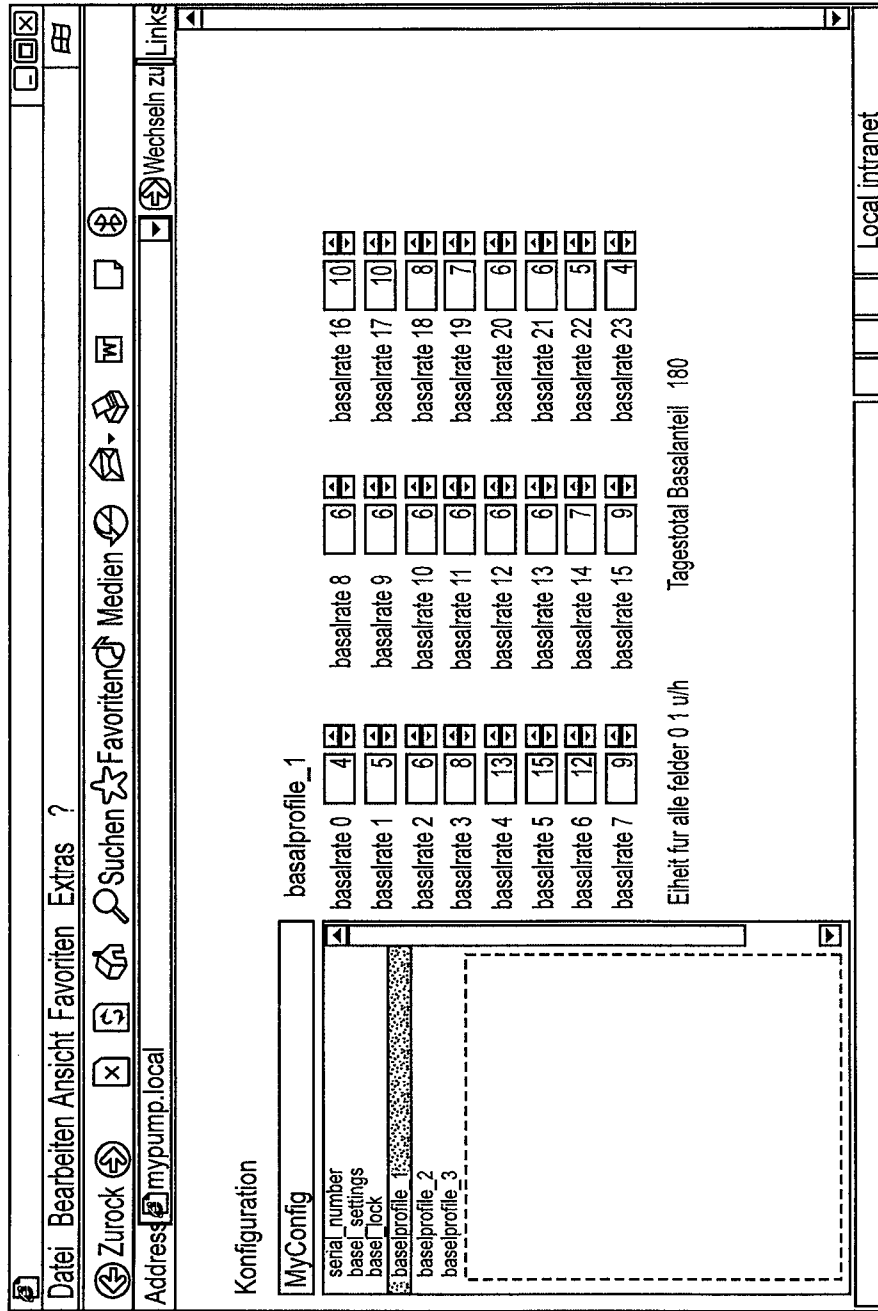 Datei Bearbeiten Ansicht Favoriten Extras ?
Zurock Suchen Favoriten Medien W
Address mypump.local Wechseln zu Links
Konfiguration
MyConfig
serial_number
basel_settings
basel_lock
baselprofile_1
baselprofile_2
baselprofile_3
basalprofile_1
basalrate 0 4 basalrate 8 6 basalrate 16 10
basalrate 1 5 basalrate 9 6 basalrate 17 10
basalrate 2 6 basalrate 10 6 basalrate 18 8
basalrate 3 8 basalrate 11 6 basalrate 19 7
basalrate 4 13 basalrate 12 6 basalrate 20 6
basalrate 5 15 basalrate 13 6 basalrate 21 6
basalrate 6 12 basalrate 14 7 basalrate 22 5
basalrate 7 9 basalrate 15 9 basalrate 23 4
Eiheit fur alle felder 0 1 u/h Tagestotal Basalanteil 180
Local intranet